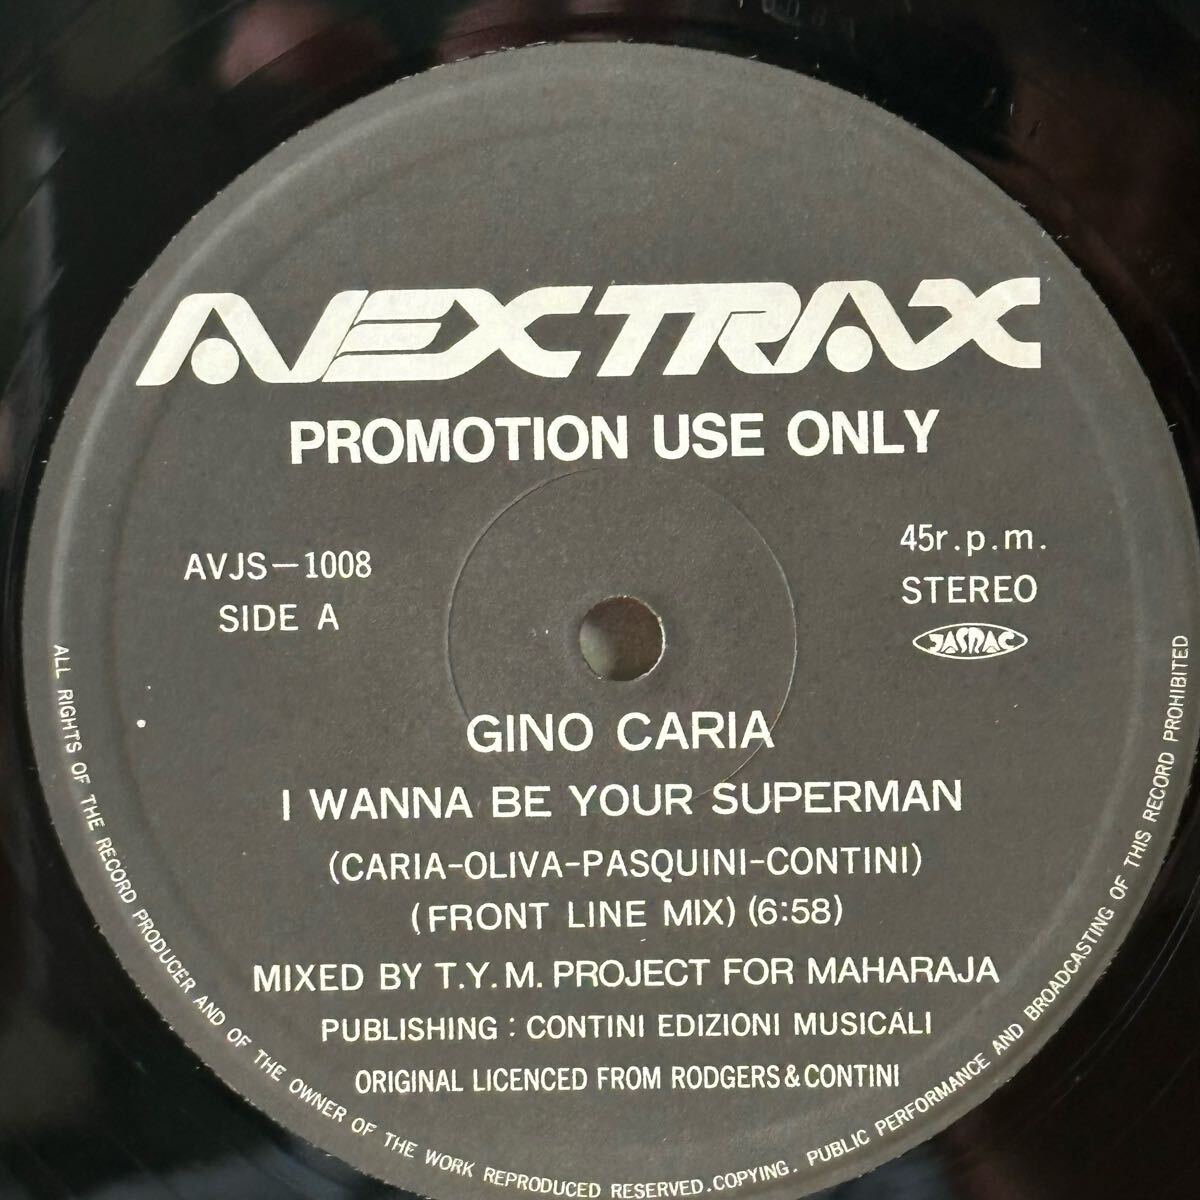 AVEXTRAX
PROMOTION USE ONLY
AVJS-1008
SIDE A
45r.p.m.
STEREO
JASRAC
GINO CARIA
I WANNA BE YOUR SUPERMAN
(CARIA-OLIVA-PASQUINI-CONTINI)
(FRONT LINE MIX) (6:58)
MIXED BY T.Y.M. PROJECT FOR MAHARAJA
PUBLISHING : CONTINI EDIZIONI MUSICALI
ORIGINAL LICENCED FROM RODGERS&CONTINI
ALL RIGHTS OF THE RECORD PRODUCER AND OF THE OWNER OF THE WORK REPRODUCED RESERVED.COPYING. PUBLIC PERFORMANCE AND BROADCASTING OF THIS RECORD PROHIBITED